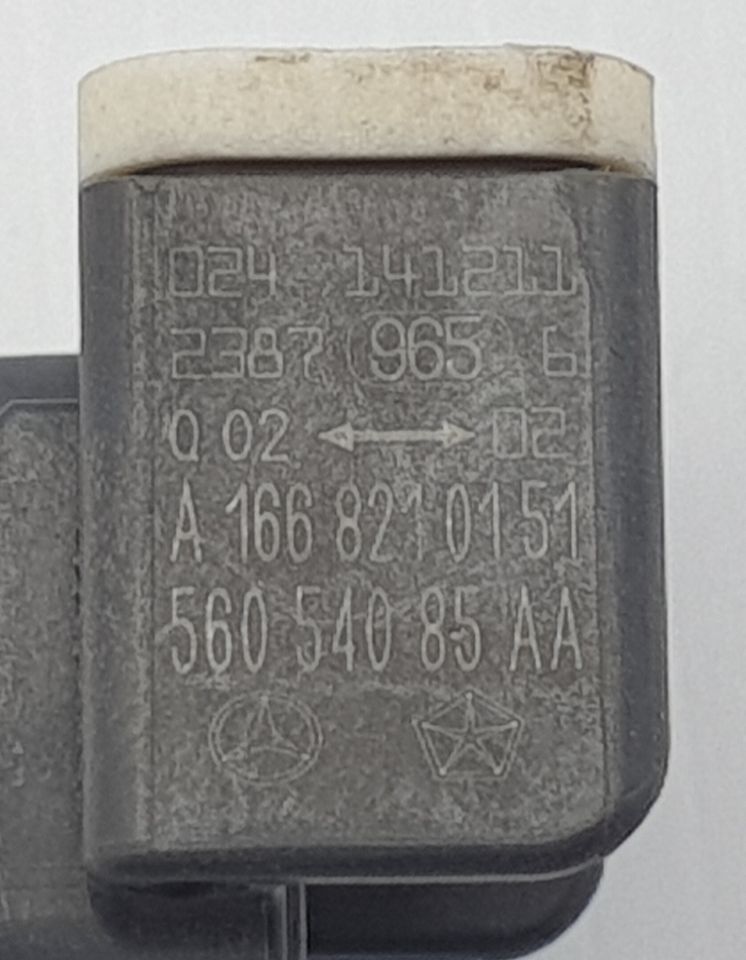 024 141211
2387 (965) 6
Q 02 ↔ 02
A 166 821 01 51
560 540 85 AA